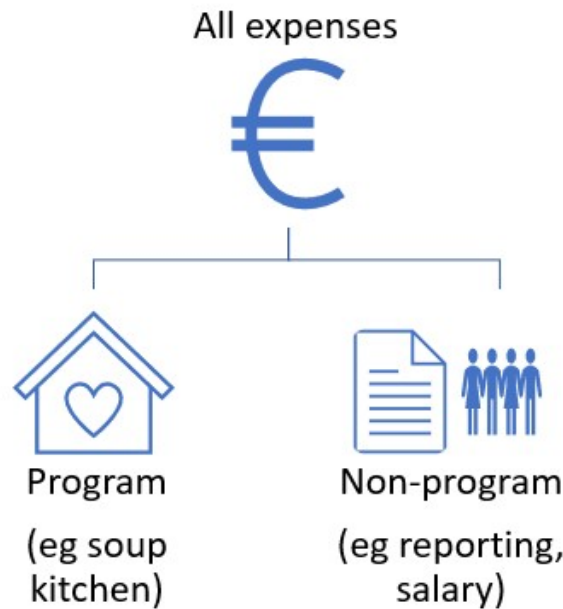 All expenses
€
Program
(eg soup
kitchen)
Non-program
(eg reporting,
salary)